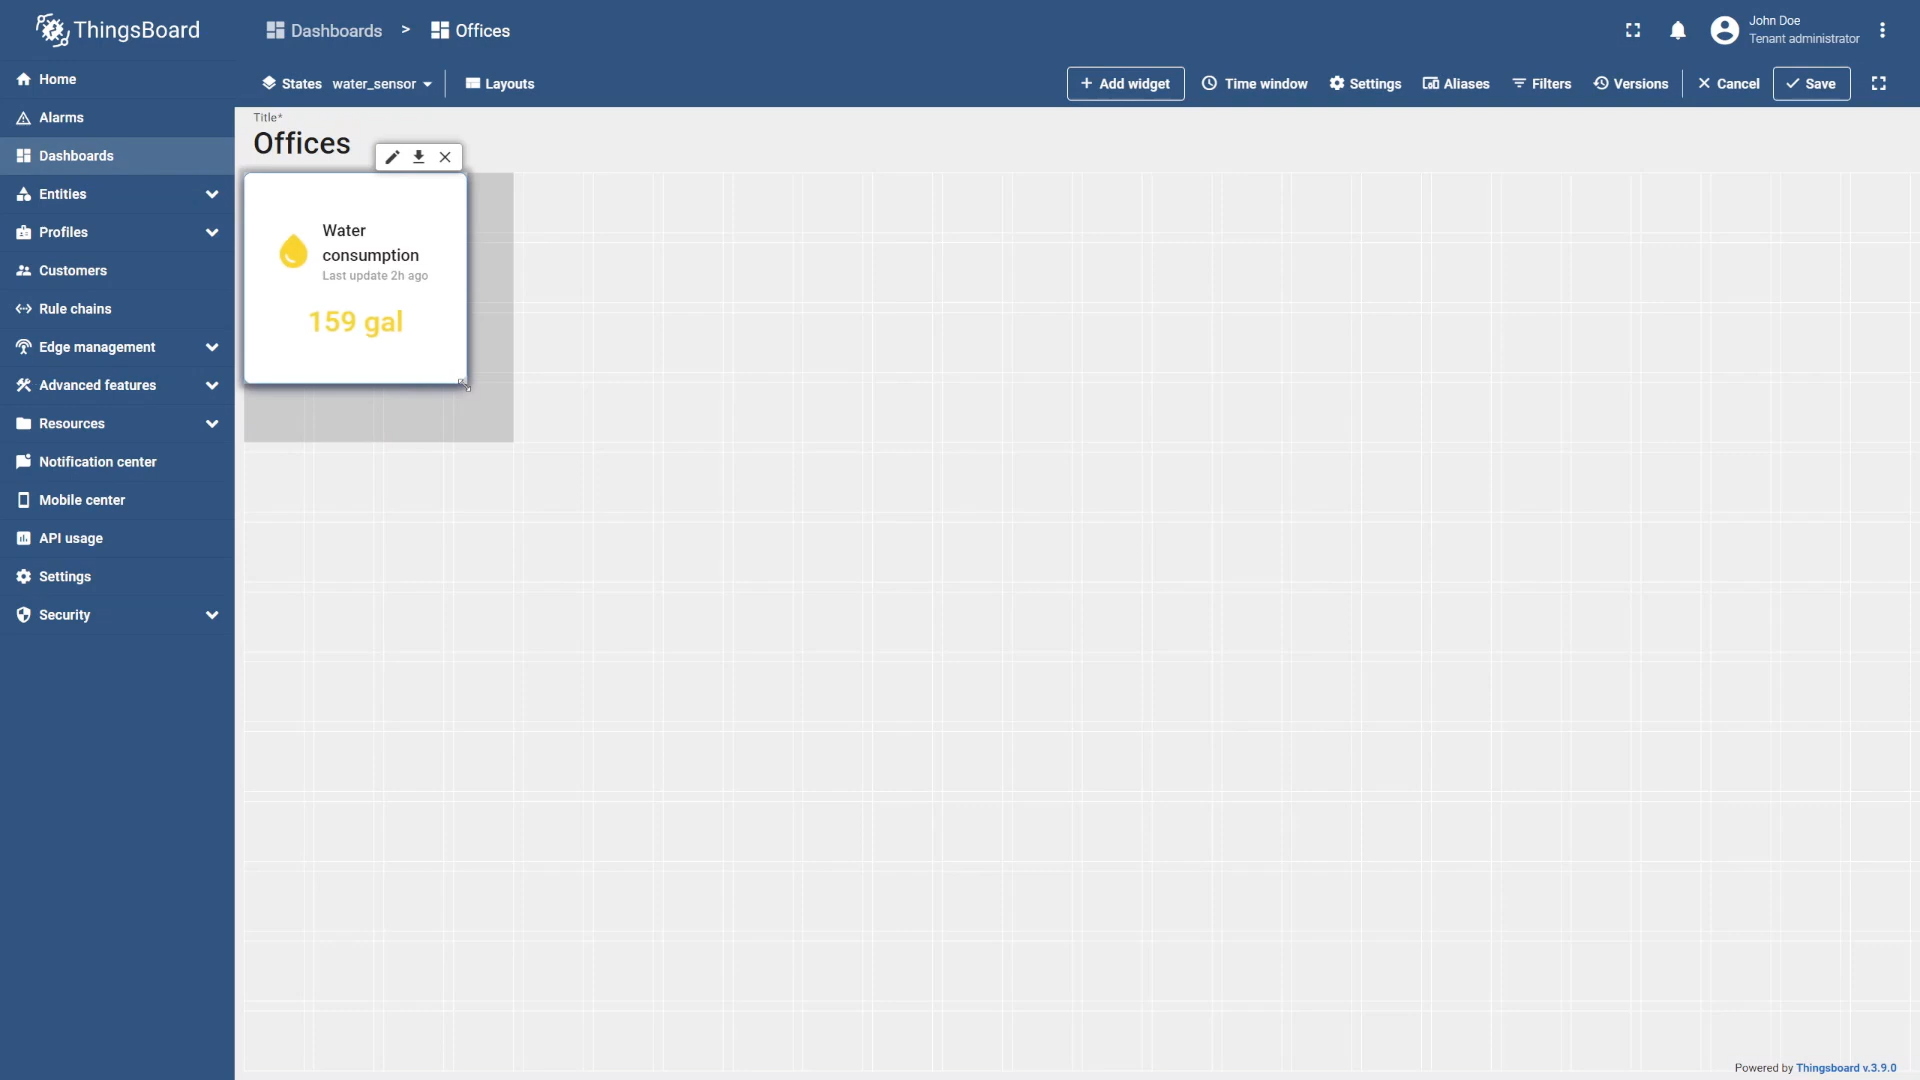 ThingsBoard
Dashboards > Offices
John Doe
Tenant administrator
Home
Alarms
Dashboards
Entities
Profiles
Customers
Rule chains
Edge management
Advanced features
Resources
Notification center
Mobile center
API usage
Settings
Security
States water_sensor
Layouts
+ Add widget
Time window
Settings
Aliases
Filters
Versions
Cancel
Save
Title*
Offices
Water
consumption
Last update 2h ago
159 gal
Powered by Thingsboard v.3.9.0